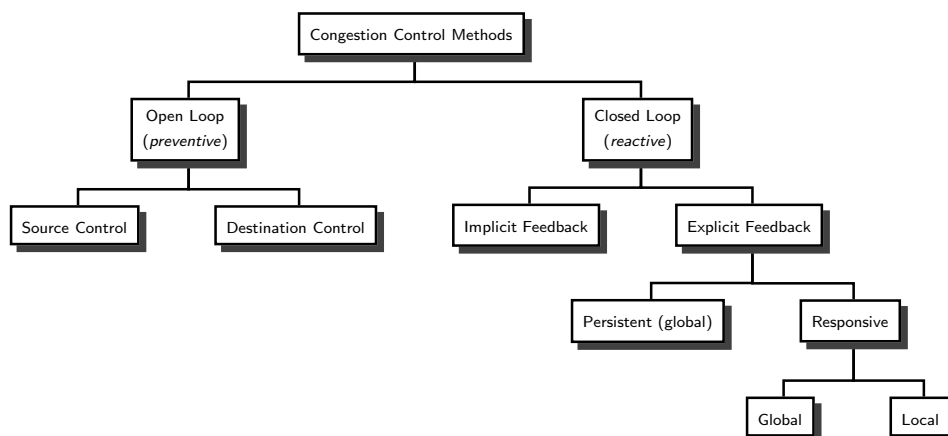 Congestion Control Methods
Open Loop
(preventive)
Closed Loop
(reactive)
Source Control
Destination Control
Implicit Feedback
Explicit Feedback
Persistent (global)
Responsive
Global
Local